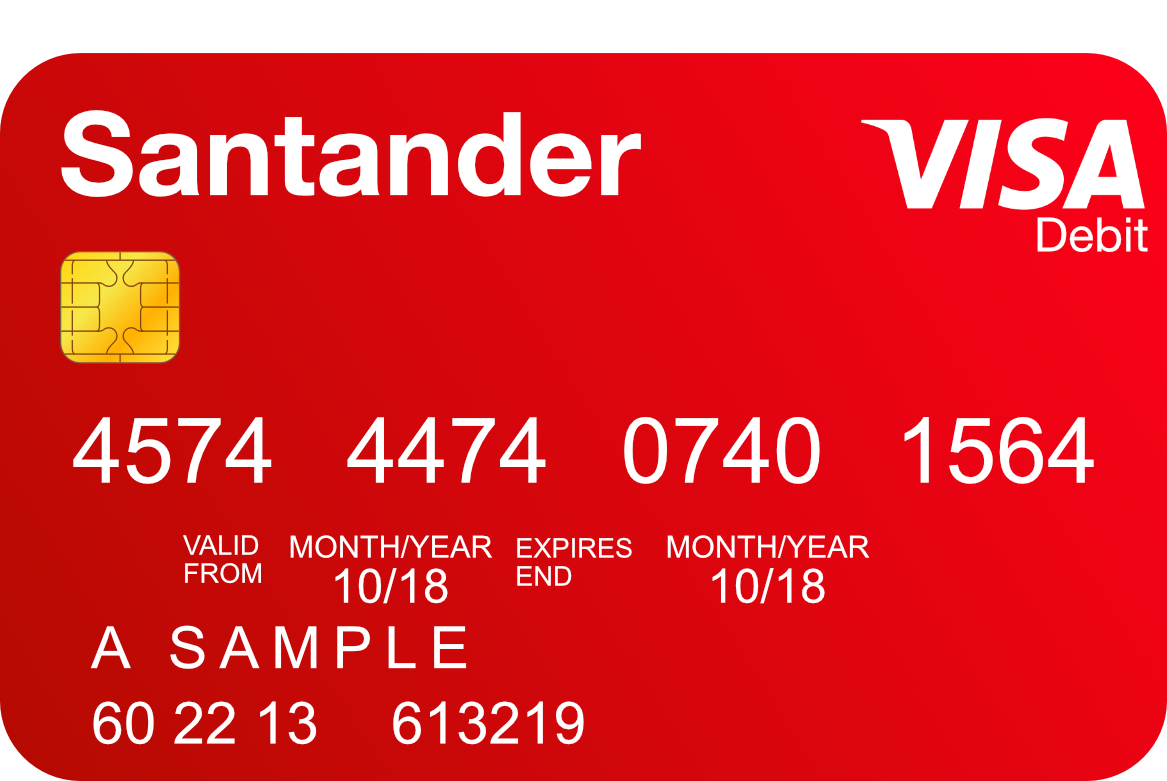 Santander
VISA
Debit
4574 4474 0740 1564
VALID FROM MONTH/YEAR 10/18 EXPIRES END MONTH/YEAR 10/18
A SAMPLE
60 22 13 613219